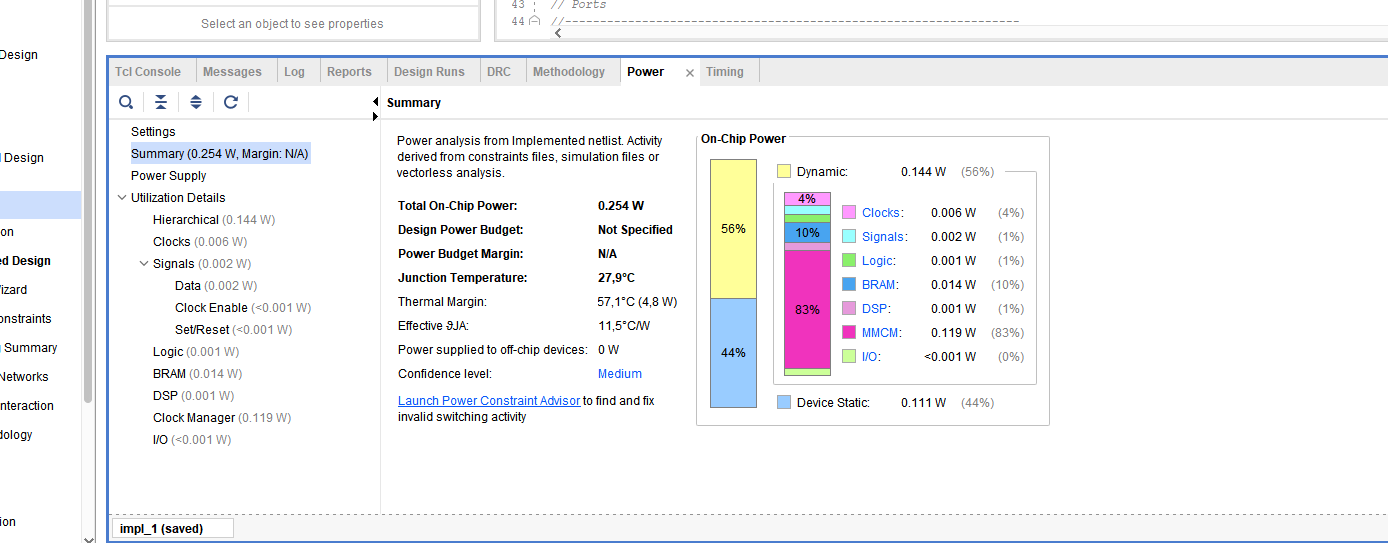 Design
d Design
on
ed Design
izard
onstraints
g Summary
Networks
nteraction
dology
ion
Select an object to see properties
43 // Ports
44 //----------------------------------------------------------------
Tcl Console Messages Log Reports Design Runs DRC Methodology Power × Timing
Settings
Summary (0.254 W, Margin: N/A)
Power Supply
Utilization Details
Hierarchical (0.144 W)
Clocks (0.006 W)
Signals (0.002 W)
Data (0.002 W)
Clock Enable (<0.001 W)
Set/Reset (<0.001 W)
Logic (0.001 W)
BRAM (0.014 W)
DSP (0.001 W)
Clock Manager (0.119 W)
I/O (<0.001 W)
Summary
Power analysis from Implemented netlist. Activity
derived from constraints files, simulation files or
vectorless analysis.
Total On-Chip Power: 0.254 W
Design Power Budget: Not Specified
Power Budget Margin: N/A
Junction Temperature: 27,9°C
Thermal Margin: 57,1°C (4,8 W)
Effective ϑJA: 11,5°C/W
Power supplied to off-chip devices: 0 W
Confidence level: Medium
Launch Power Constraint Advisor to find and fix
invalid switching activity
On-Chip Power
56%
44%
Dynamic: 0.144 W (56%)
4%
10%
83%
Clocks: 0.006 W (4%)
Signals: 0.002 W (1%)
Logic: 0.001 W (1%)
BRAM: 0.014 W (10%)
DSP: 0.001 W (1%)
MMCM: 0.119 W (83%)
I/O: <0.001 W (0%)
Device Static: 0.111 W (44%)
impl_1 (saved)